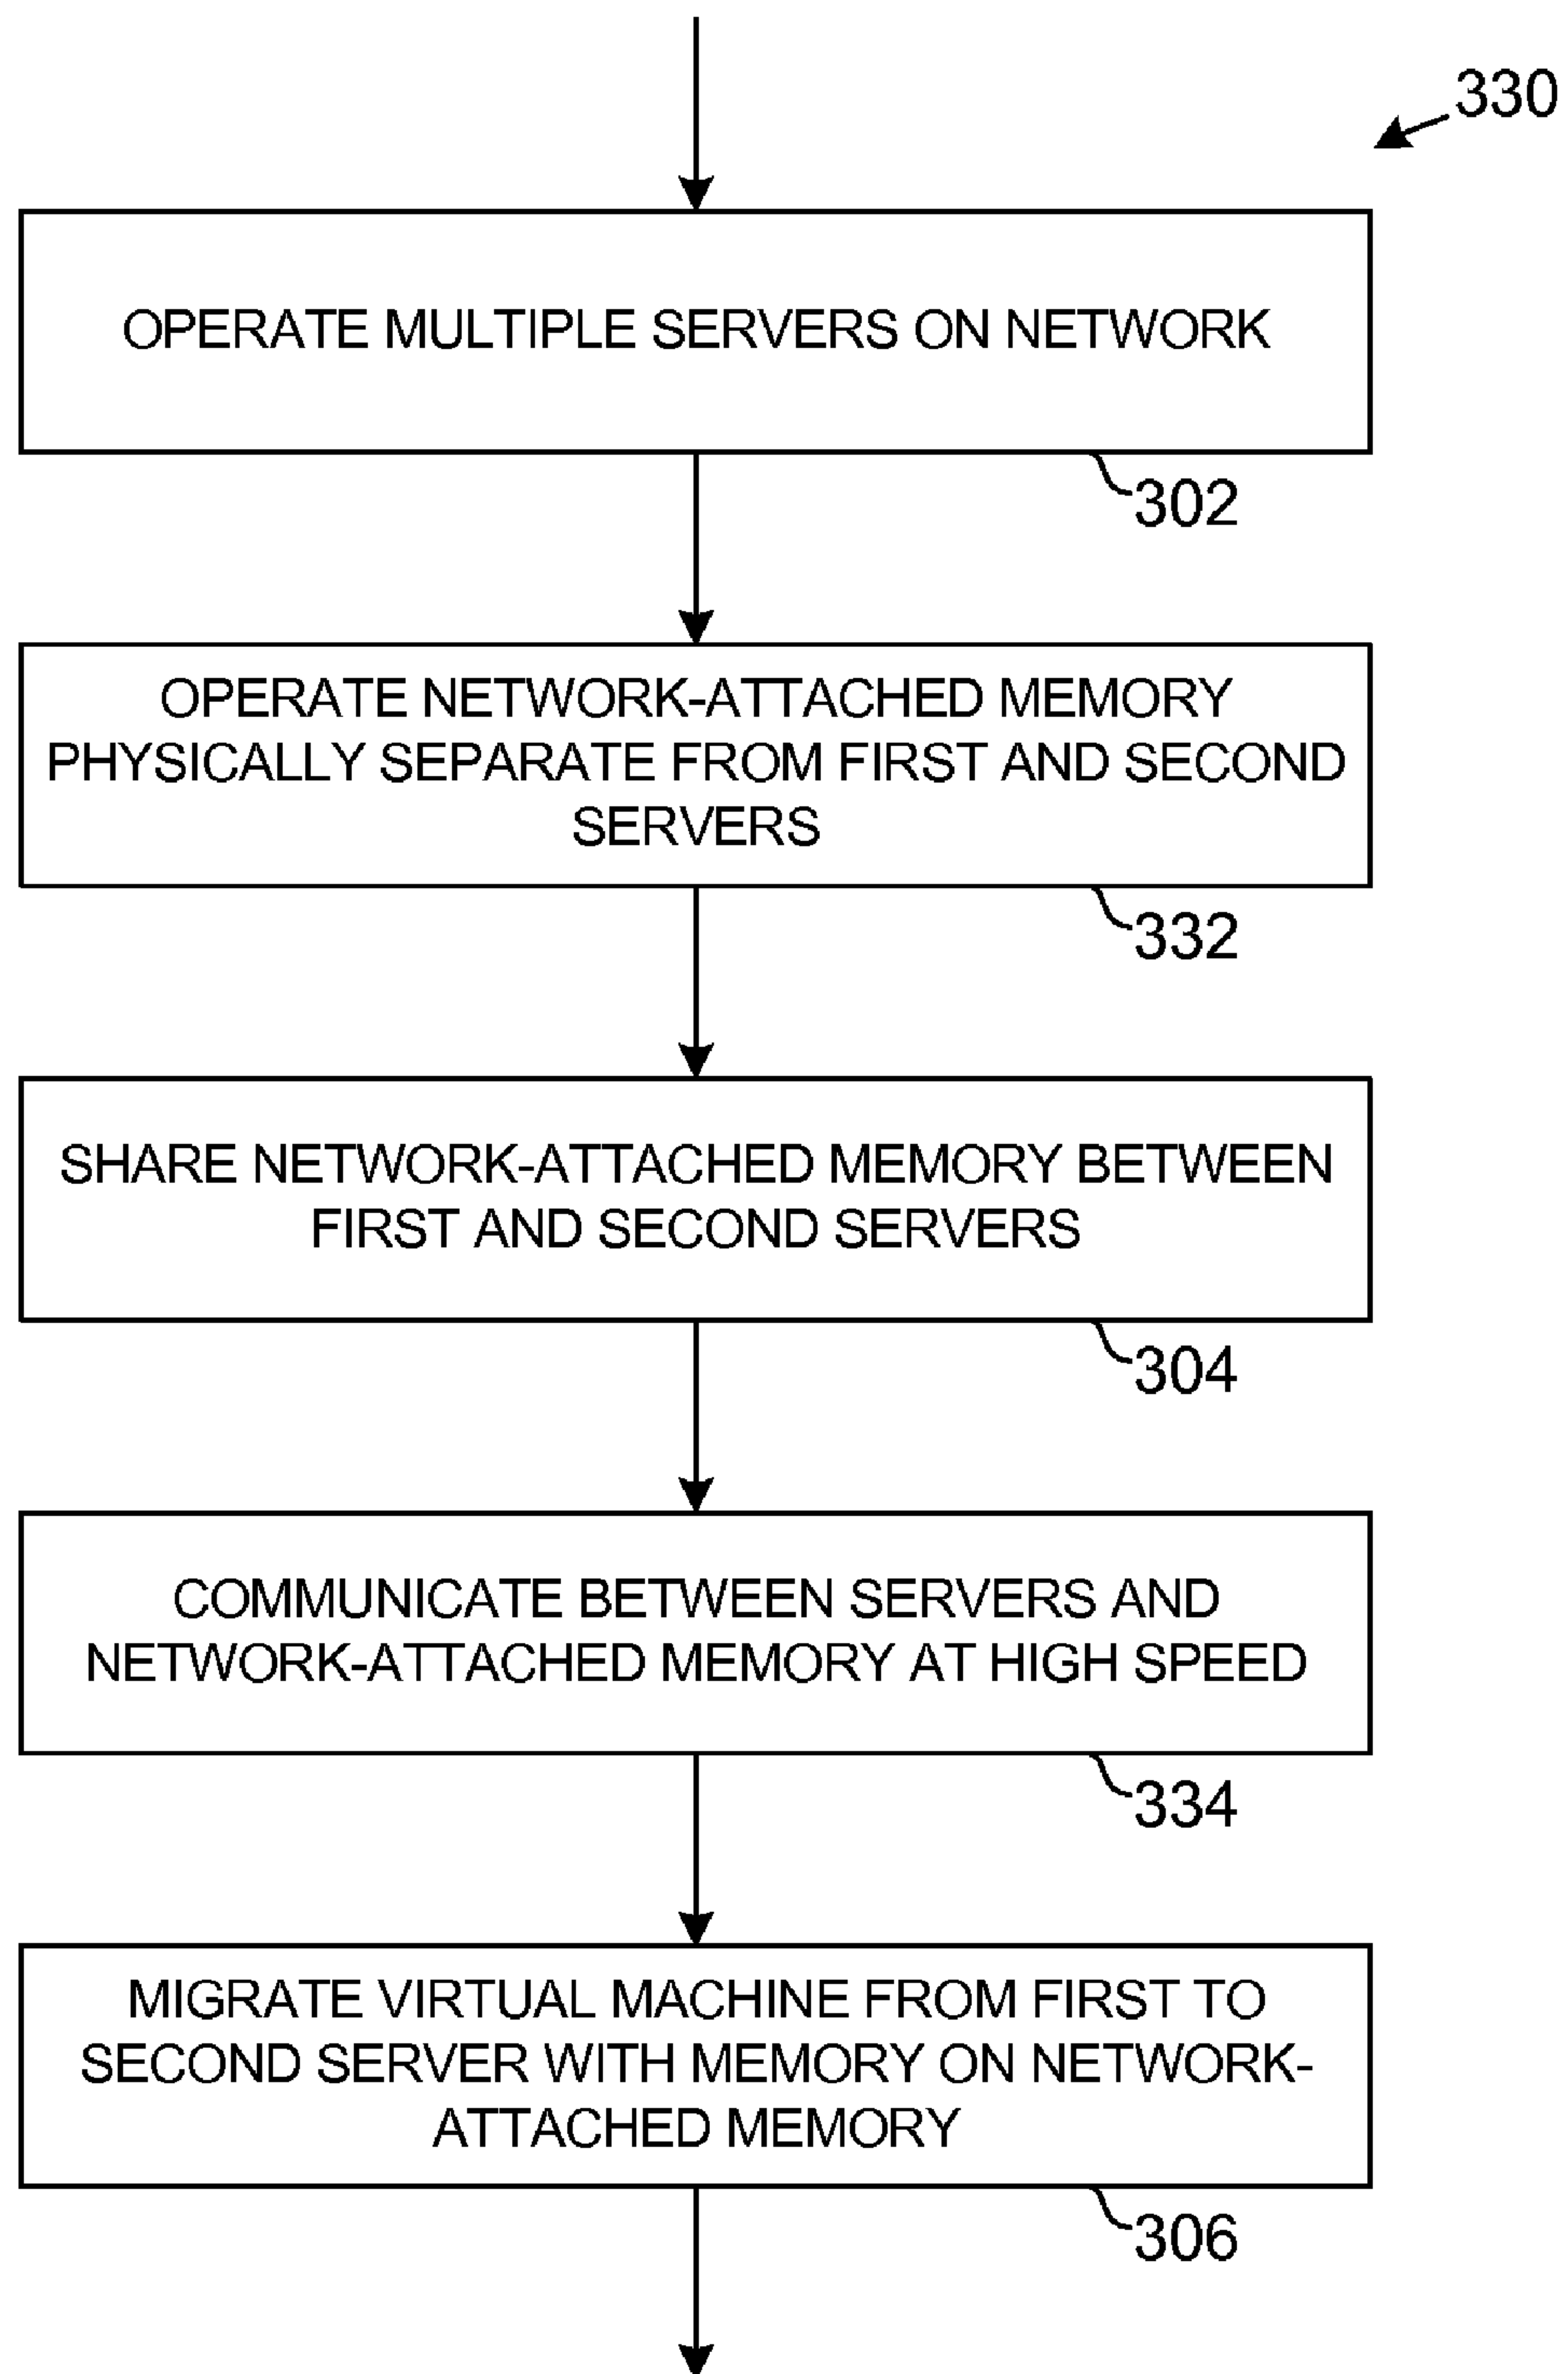 330
OPERATE MULTIPLE SERVERS ON NETWORK
302
OPERATE NETWORK-ATTACHED MEMORY
PHYSICALLY SEPARATE FROM FIRST AND SECOND
SERVERS
332
SHARE NETWORK-ATTACHED MEMORY BETWEEN
FIRST AND SECOND SERVERS
304
COMMUNICATE BETWEEN SERVERS AND
NETWORK-ATTACHED MEMORY AT HIGH SPEED
334
MIGRATE VIRTUAL MACHINE FROM FIRST TO
SECOND SERVER WITH MEMORY ON NETWORK-
ATTACHED MEMORY
306